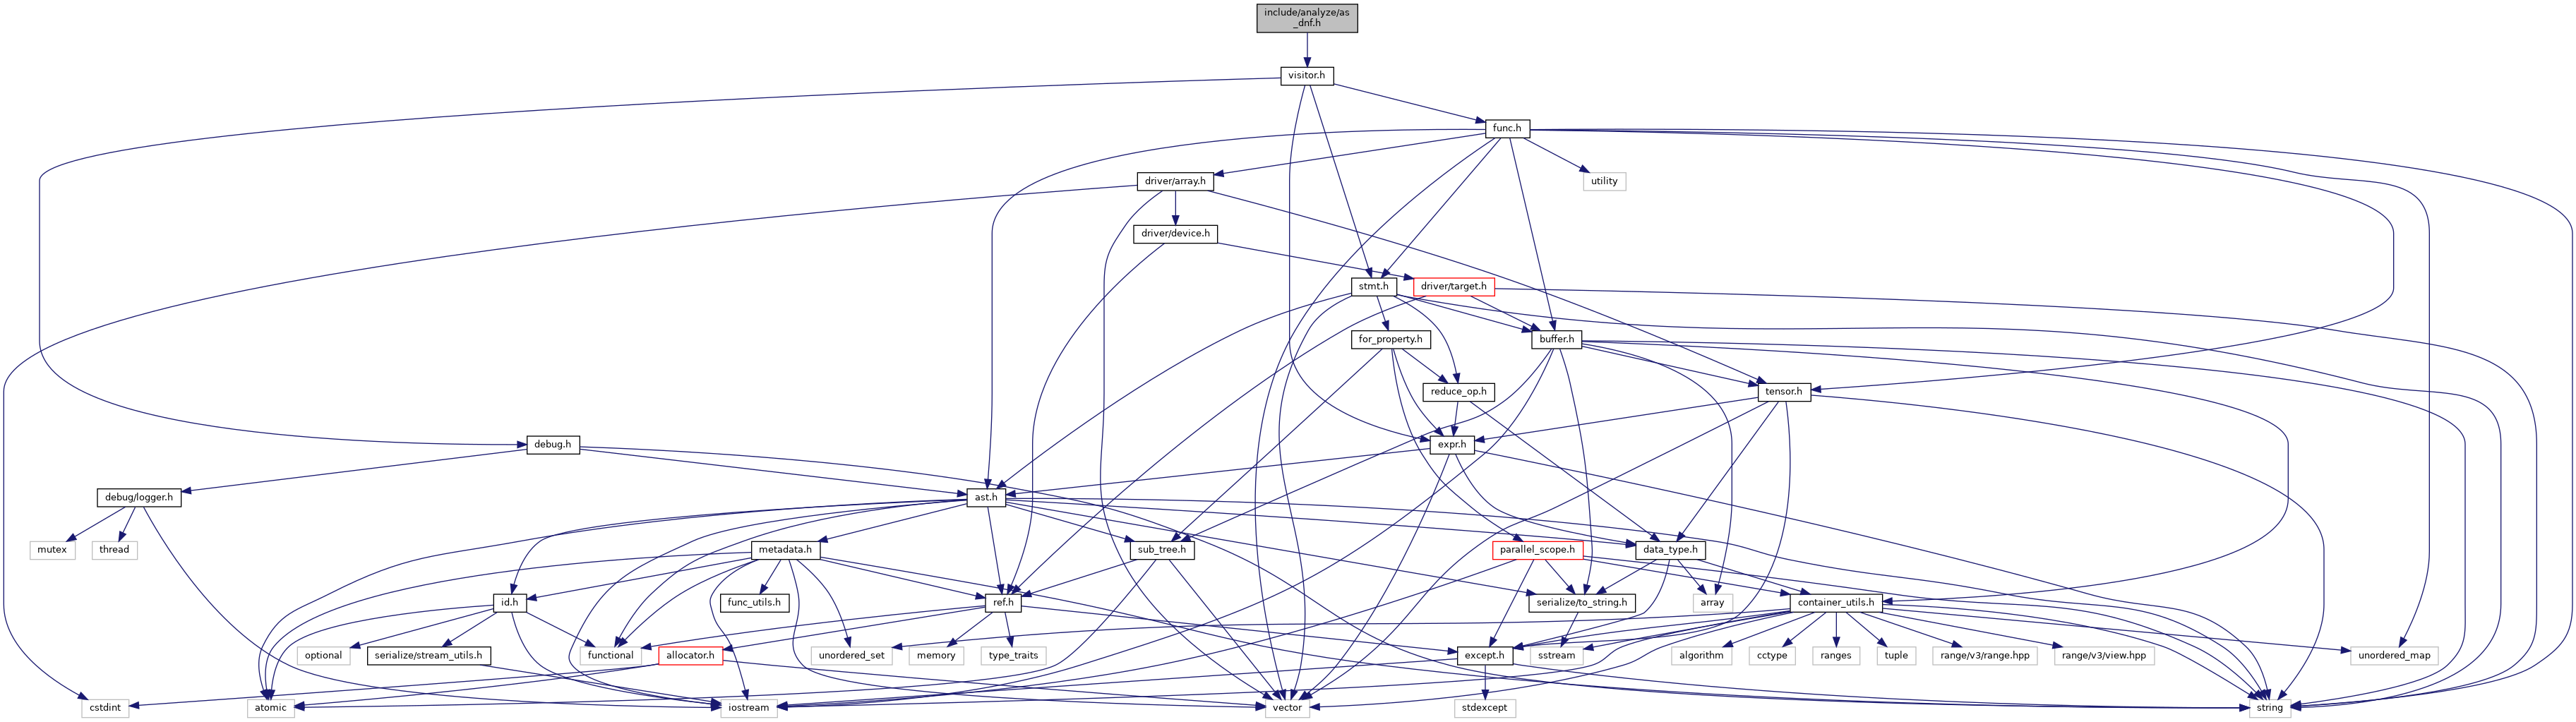 include/analyze/as
_dnf.h
visitor.h
func.h
driver/array.h
utility
driver/device.h
stmt.h
driver/target.h
for_property.h
buffer.h
reduce_op.h
tensor.h
debug.h
expr.h
debug/logger.h
ast.h
mutex
thread
metadata.h
sub_tree.h
parallel_scope.h
data_type.h
id.h
func_utils.h
ref.h
serialize/to_string.h
array
container_utils.h
optional
serialize/stream_utils.h
functional
allocator.h
unordered_set
memory
type_traits
except.h
sstream
algorithm
cctype
ranges
tuple
range/v3/range.hpp
range/v3/view.hpp
unordered_map
cstdint
atomic
iostream
vector
stdexcept
string